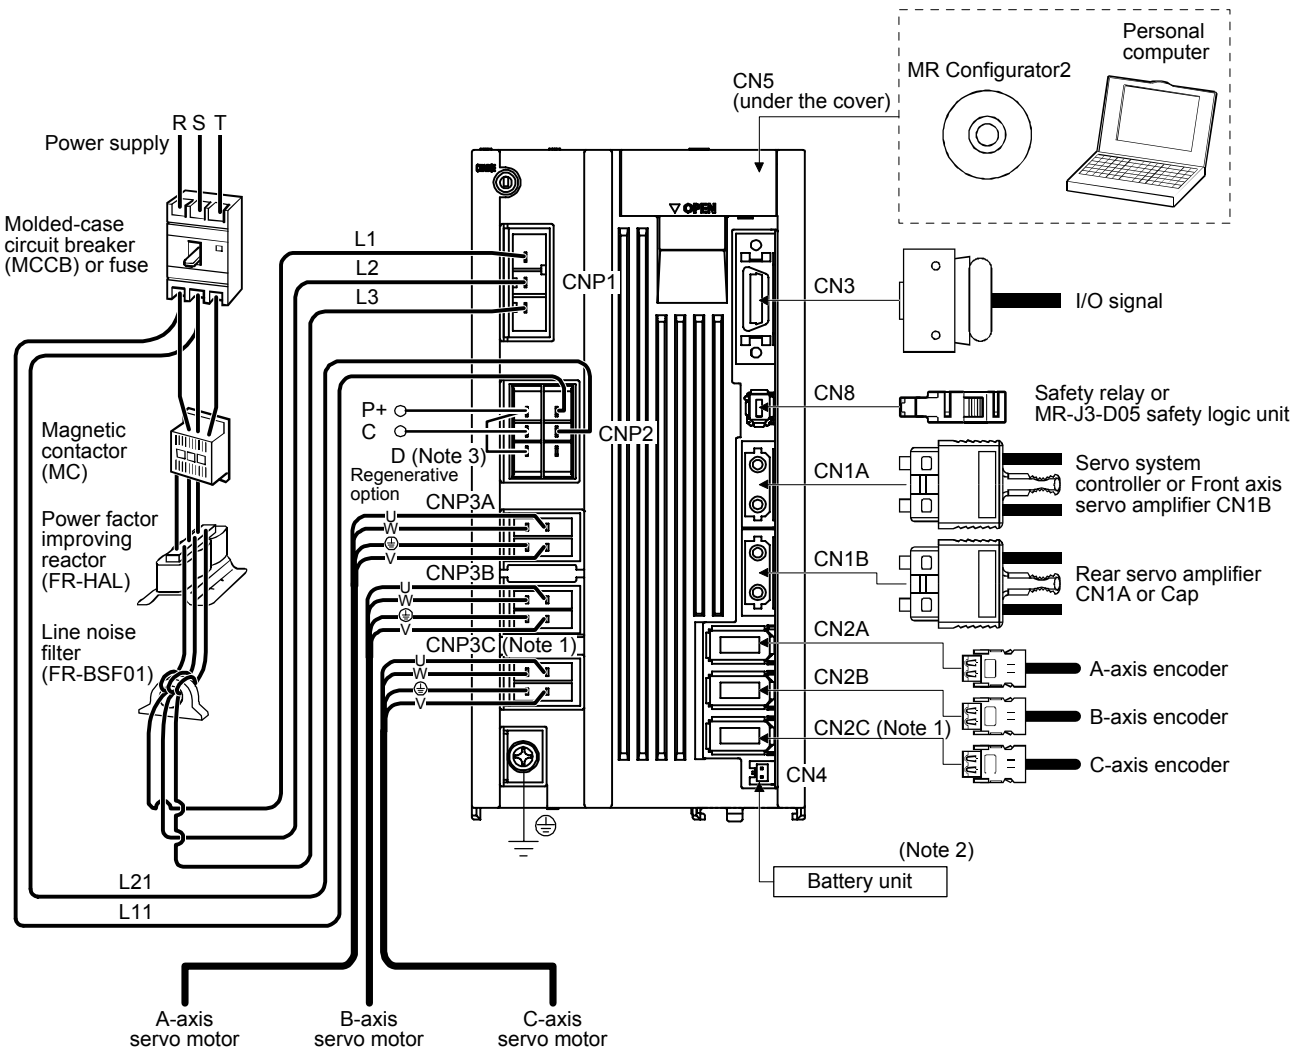 Personal
computer
MR Configurator2
CN5
(under the cover)
R S T
Power supply
OPEN
Molded-case
circuit breaker
(MCCB) or fuse
L1
L2
L3
CNP1
CN3
I/O signal
CN8
Safety relay or
MR-J3-D05 safety logic unit
P+
C
D (Note 3)
CNP2
Regenerative
option
Magnetic
contactor
(MC)
CN1A
Servo system
controller or Front axis
servo amplifier CN1B
CNP3A
U
W
V
Power factor
improving
reactor
(FR-HAL)
CN1B
Rear servo amplifier
CN1A or Cap
CNP3B
U
W
V
Line noise
filter
(FR-BSF01)
CNP3C (Note 1)
U
W
V
CN2A
A-axis encoder
CN2B
B-axis encoder
CN2C (Note 1)
C-axis encoder
CN4
(Note 2)
Battery unit
L21
L11
A-axis
servo motor
B-axis
servo motor
C-axis
servo motor